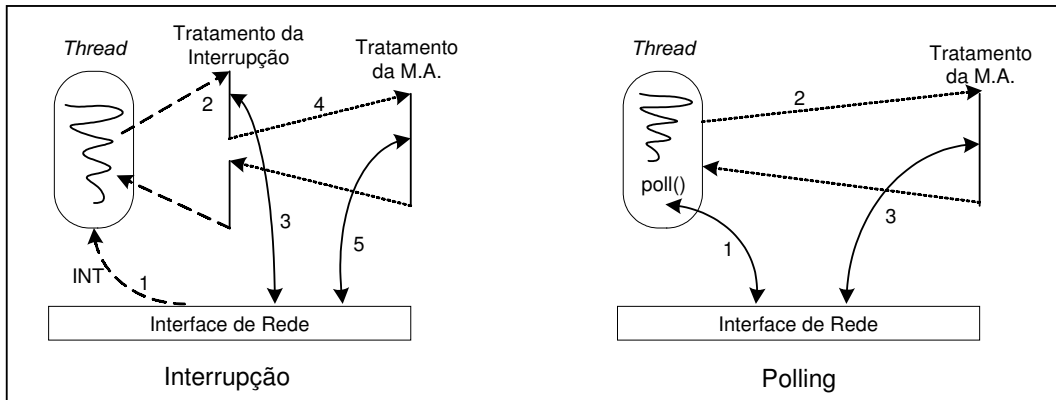 Thread
Tratamento da
Interrupção
Tratamento
da M.A.
2
4
3
5
INT
1
Interface de Rede
Interrupção
Thread
Tratamento
da M.A.
2
poll()
1
3
Interface de Rede
Polling